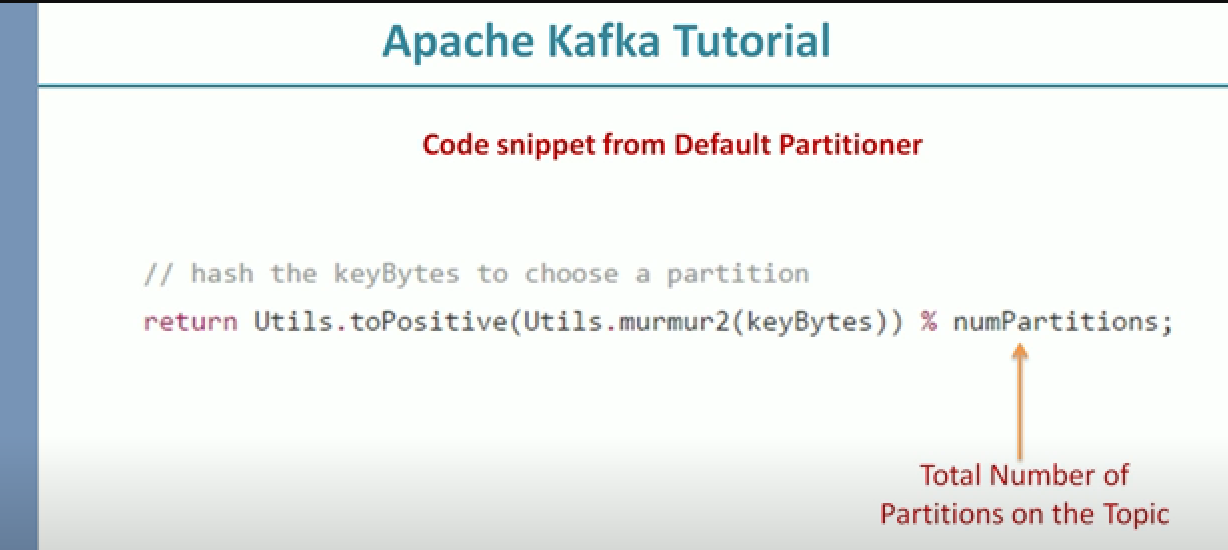 Apache Kafka Tutorial
Code snippet from Default Partitioner
// hash the keyBytes to choose a partition
return Utils.toPositive(Utils.murmur2(keyBytes)) % numPartitions;
Total Number of
Partitions on the Topic